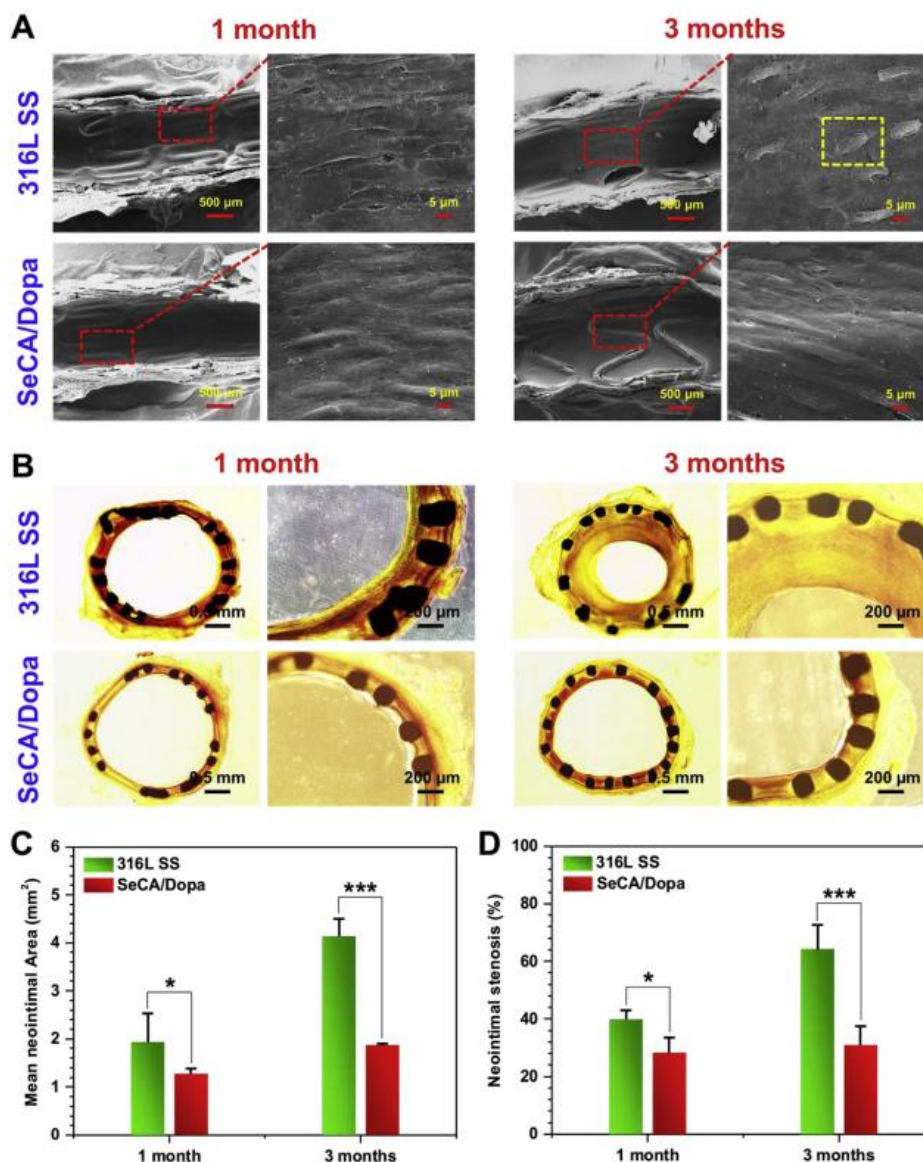 A
1 month
3 months
316L SS
500 µm
5 µm
500 µm
5 µm
SeCA/Dopa
500 µm
5 µm
500 µm
5 µm
B
1 month
3 months
316L SS
0.5 mm
200 µm
0.5 mm
200 µm
SeCA/Dopa
0.5 mm
200 µm
0.5 mm
200 µm
C
Mean neointimal Area (mm²)
6
5
4
3
2
1
0
316L SS
SeCA/Dopa
*
***
1 month
3 months
D
Neointimal stenosis (%)
100
80
60
40
20
0
316L SS
SeCA/Dopa
*
***
1 month
3 months